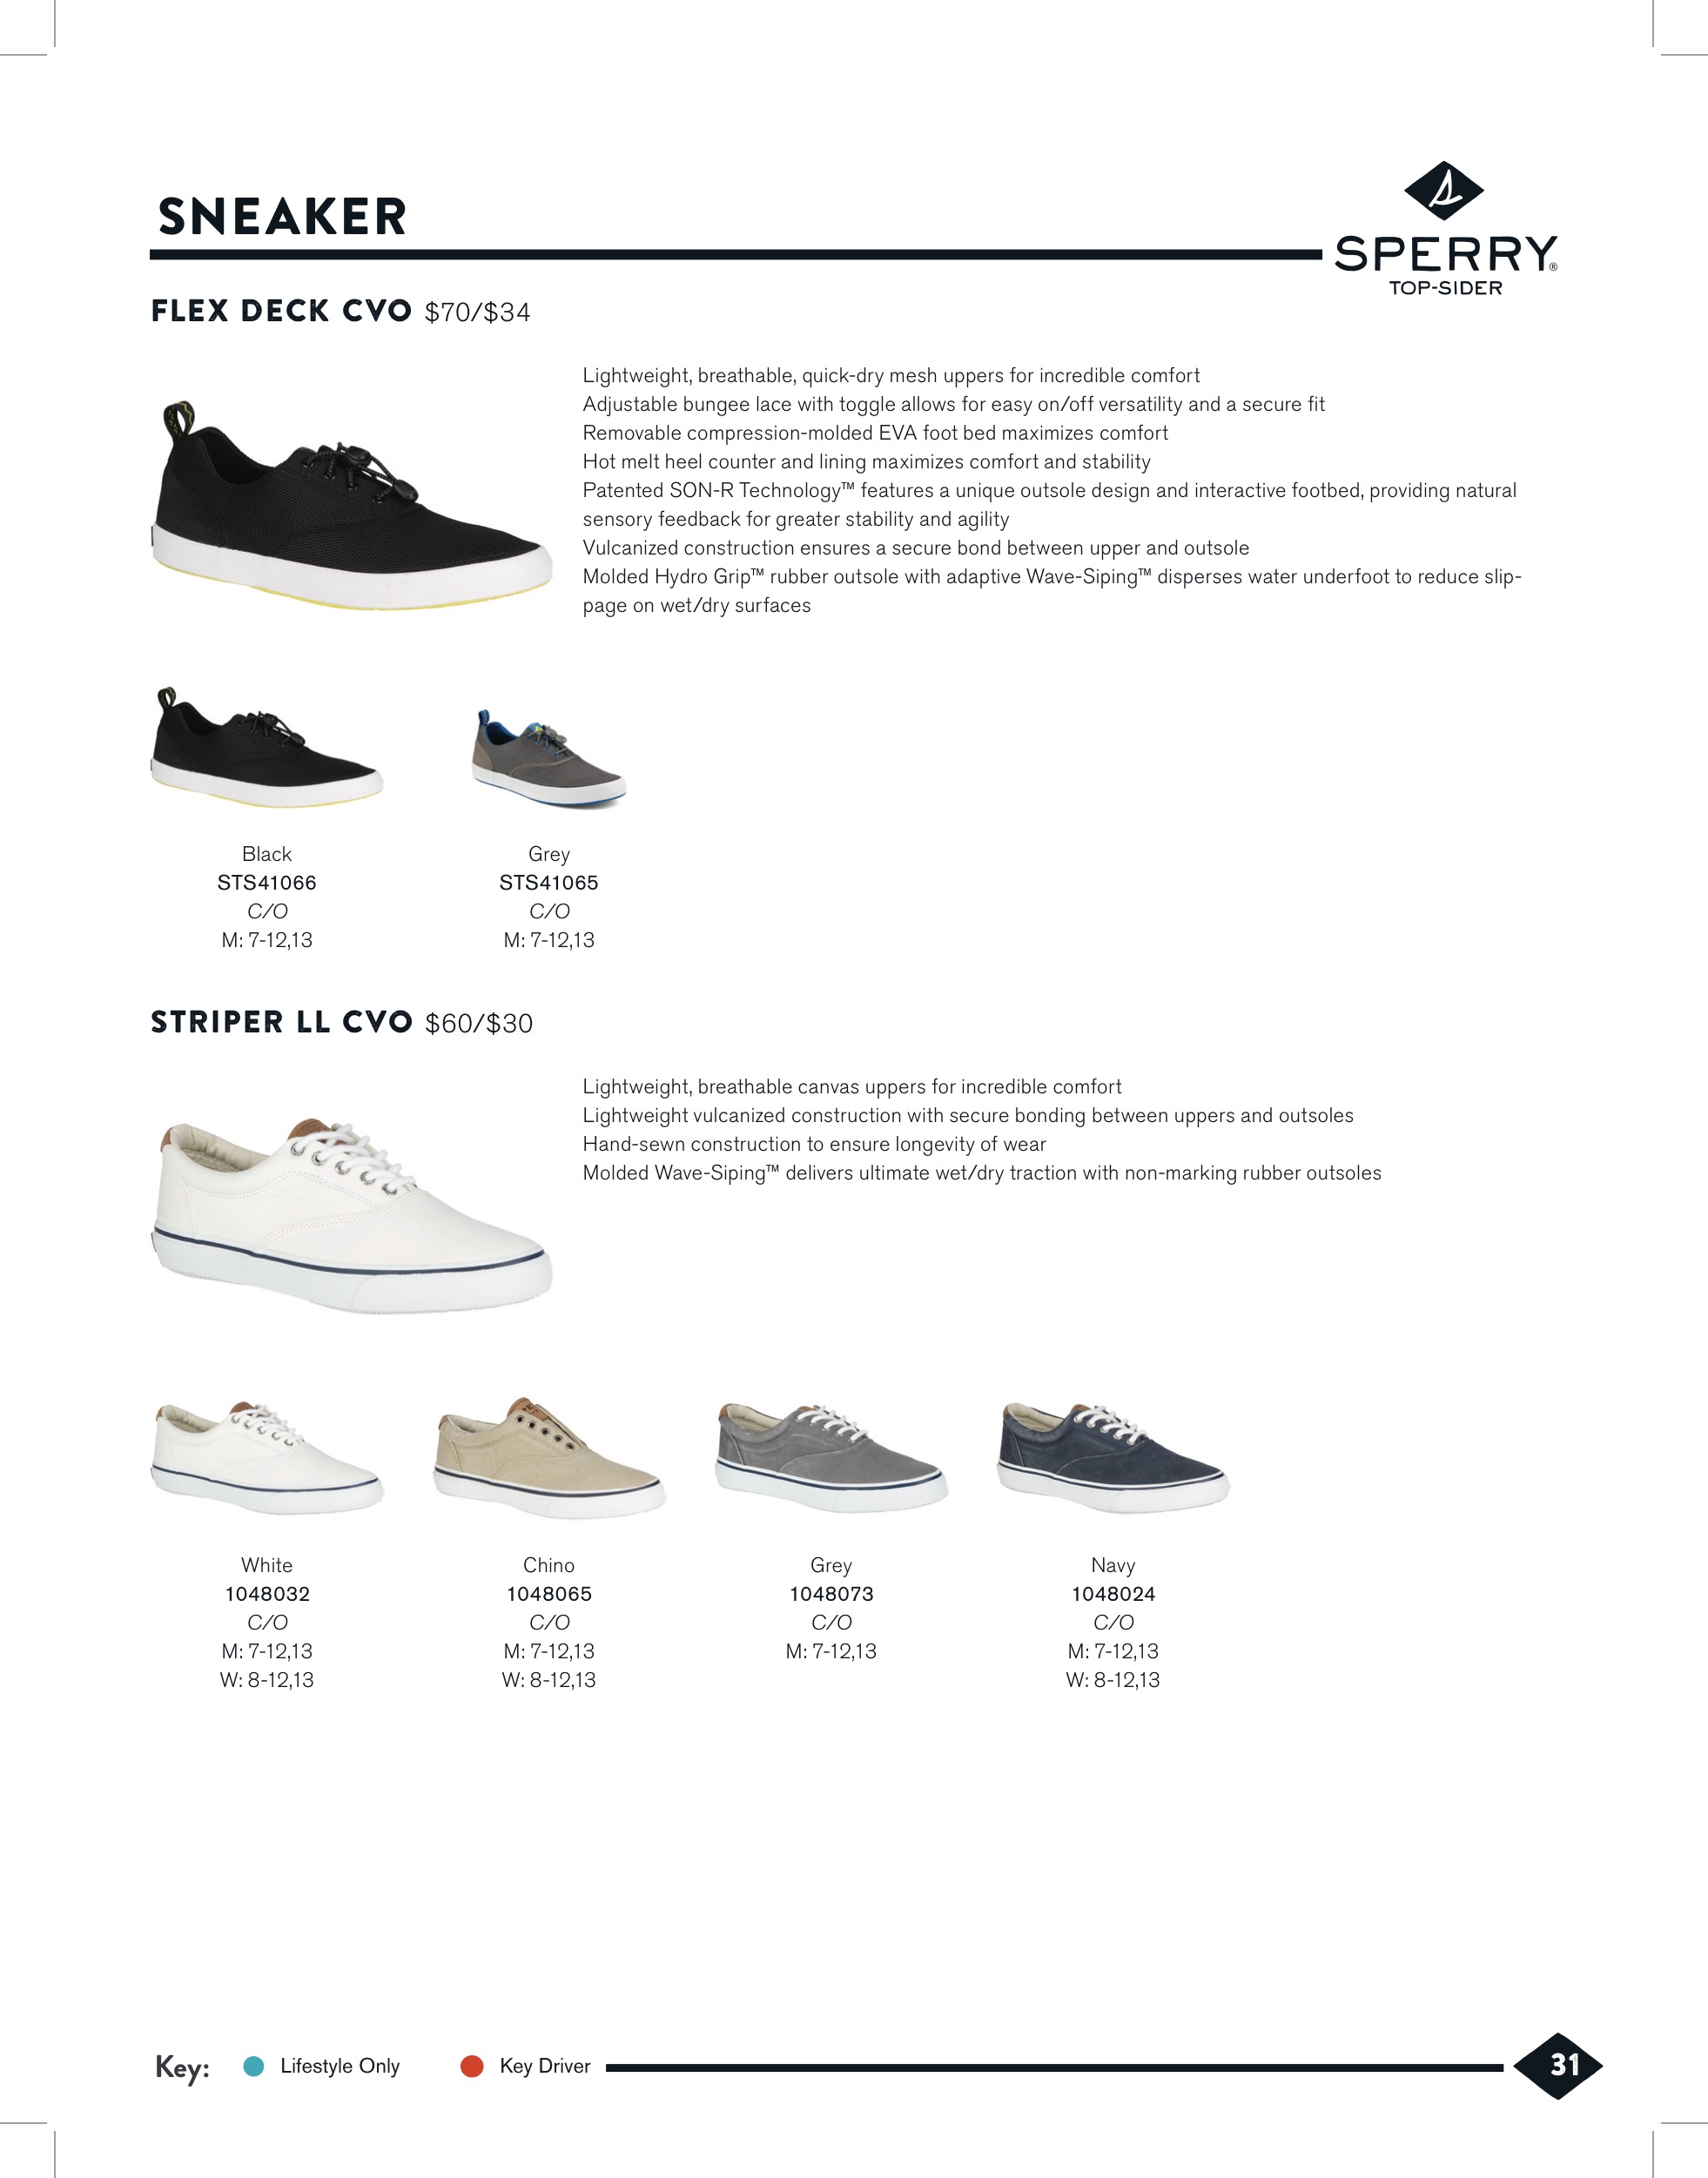 SNEAKER
SPERRY®
TOP-SIDER
FLEX DECK CVO $70/$34
Lightweight, breathable, quick-dry mesh uppers for incredible comfort
Adjustable bungee lace with toggle allows for easy on/off versatility and a secure fit
Removable compression-molded EVA foot bed maximizes comfort
Hot melt heel counter and lining maximizes comfort and stability
Patented SON-R Technology™ features a unique outsole design and interactive footbed, providing natural
sensory feedback for greater stability and agility
Vulcanized construction ensures a secure bond between upper and outsole
Molded Hydro Grip™ rubber outsole with adaptive Wave-Siping™ disperses water underfoot to reduce slip-
page on wet/dry surfaces
Black
STS41066
C/O
M: 7-12,13
Grey
STS41065
C/O
M: 7-12,13
STRIPER LL CVO $60/$30
Lightweight, breathable canvas uppers for incredible comfort
Lightweight vulcanized construction with secure bonding between uppers and outsoles
Hand-sewn construction to ensure longevity of wear
Molded Wave-Siping™ delivers ultimate wet/dry traction with non-marking rubber outsoles
White
1048032
C/O
M: 7-12,13
W: 8-12,13
Chino
1048065
C/O
M: 7-12,13
W: 8-12,13
Grey
1048073
C/O
M: 7-12,13
Navy
1048024
C/O
M: 7-12,13
W: 8-12,13
Key: Lifestyle Only Key Driver
31